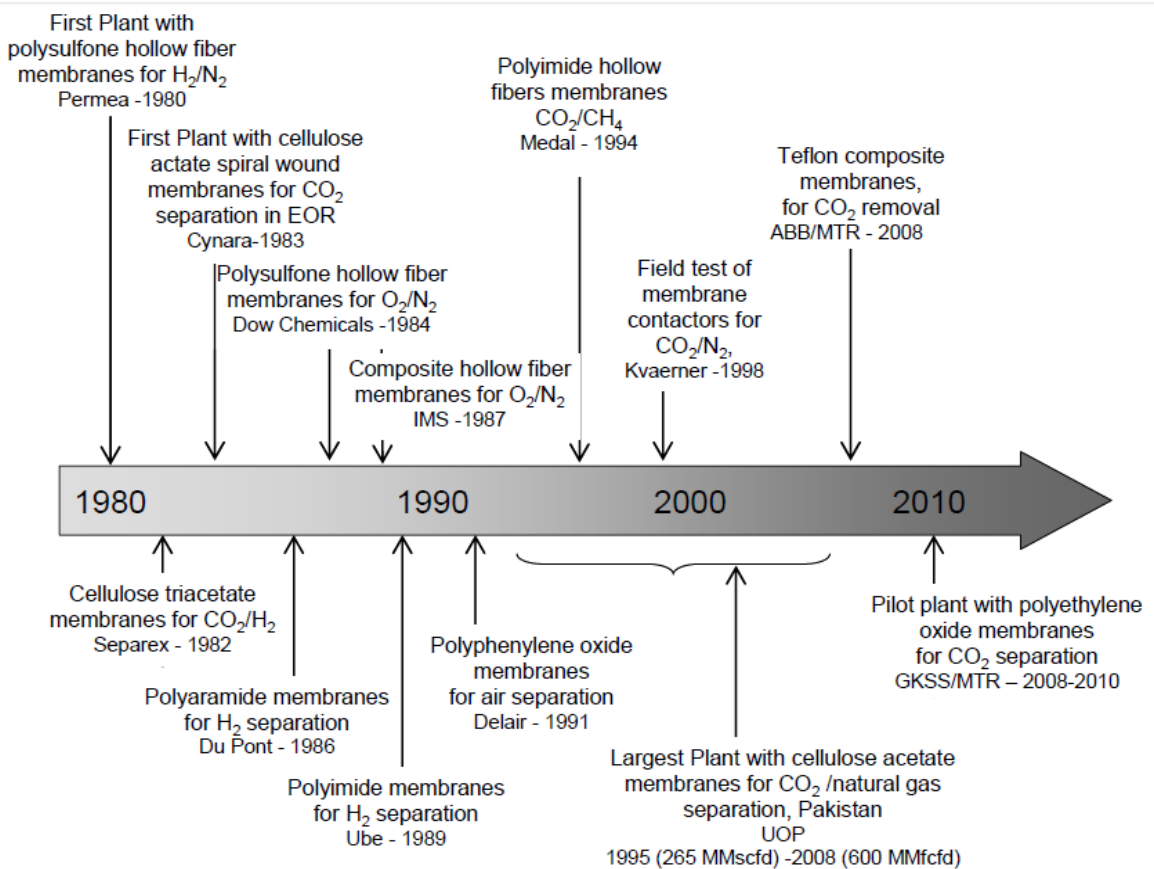 First Plant with
polysulfone hollow fiber
membranes for H₂/N₂
Permea -1980
First Plant with cellulose
actate spiral wound
membranes for CO₂
separation in EOR
Cynara-1983
Polysulfone hollow fiber
membranes for O₂/N₂
Dow Chemicals -1984
Composite hollow fiber
membranes for O₂/N₂
IMS -1987
Polyimide hollow
fibers membranes
CO₂/CH₄
Medal - 1994
Field test of
membrane
contactors for
CO₂/N₂,
Kvaerner -1998
Teflon composite
membranes,
for CO₂ removal
ABB/MTR - 2008
1980 1990 2000 2010
Cellulose triacetate
membranes for CO₂/H₂
Separex - 1982
Polyaramide membranes
for H₂ separation
Du Pont - 1986
Polyimide membranes
for H₂ separation
Ube - 1989
Polyphenylene oxide
membranes
for air separation
Delair - 1991
Largest Plant with cellulose acetate
membranes for CO₂ /natural gas
separation, Pakistan
UOP
1995 (265 MMscfd) -2008 (600 MMfcfd)
Pilot plant with polyethylene
oxide membranes
for CO₂ separation
GKSS/MTR – 2008-2010